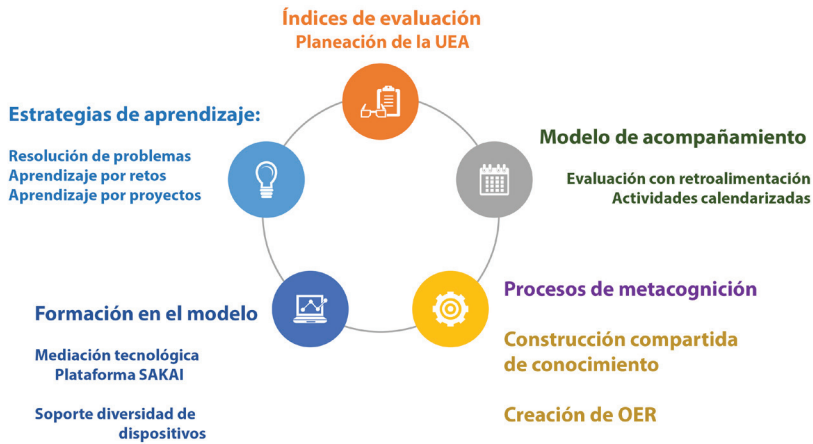 Índices de evaluación
Planeación de la UEA
Estrategias de aprendizaje:
Resolución de problemas
Aprendizaje por retos
Aprendizaje por proyectos
Modelo de acompañamiento
Evaluación con retroalimentación
Actividades calendarizadas
Formación en el modelo
Mediación tecnológica
Plataforma SAKAI
Soporte diversidad de
dispositivos
Procesos de metacognición
Construcción compartida
de conocimiento
Creación de OER